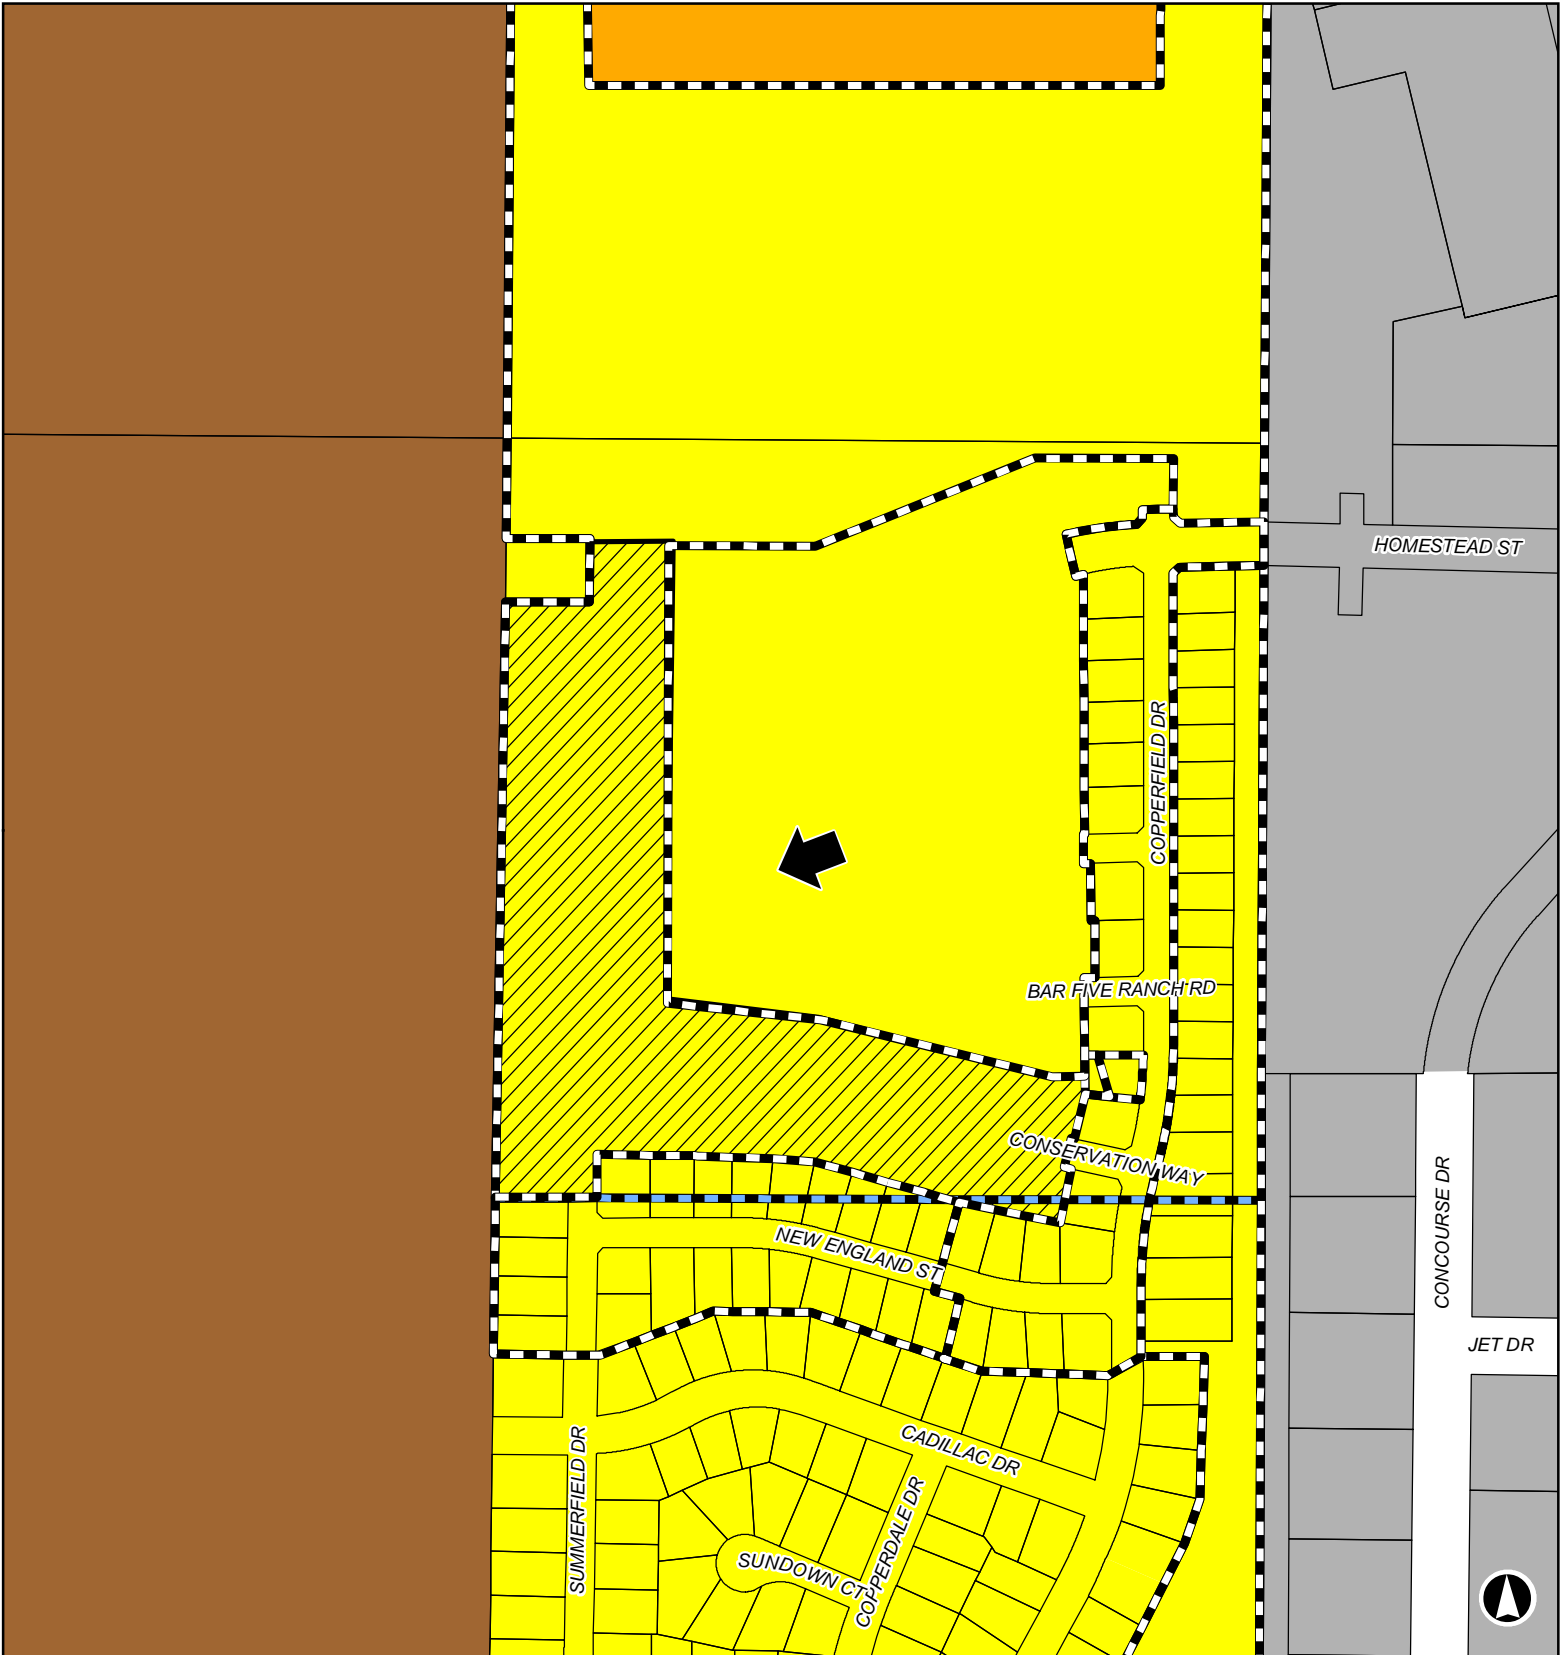 HOMESTEAD ST
COPPERFIELD DR
BAR FIVE RANCH RD
CONSERVATION WAY
CONCOURSE DR
NEW ENGLAND ST
JET DR
CADILLAC DR
SUMMERFIELD DR
COPPERDALE DR
SUNDOWN CT